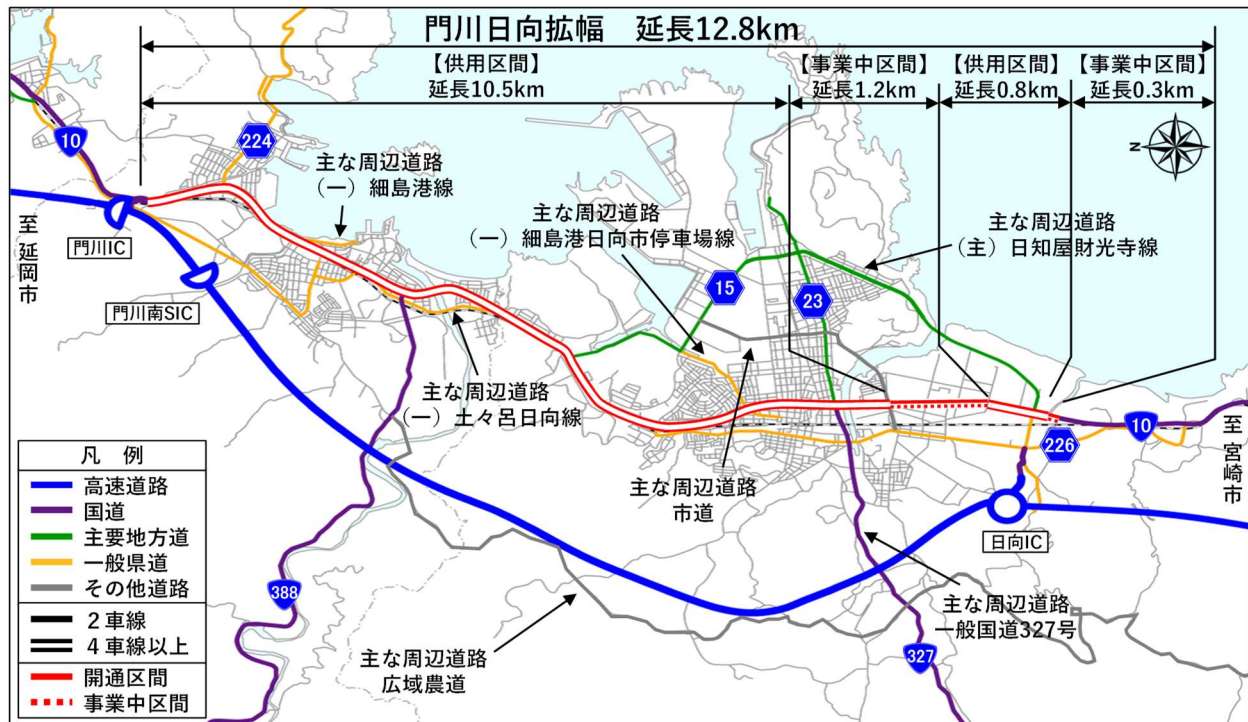 門川日向拡幅　延長12.8km
【供用区間】
延長10.5km
【事業中区間】
延長1.2km
【供用区間】
延長0.8km
【事業中区間】
延長0.3km
N
10
224
主な周辺道路
（一）細島港線
主な周辺道路
（一）細島港日向市停車場線
主な周辺道路
（主）日知屋財光寺線
至 延岡市
門川IC
門川南SIC
15
23
主な周辺道路
（一）土々呂日向線
主な周辺道路
市道
226
10
至 宮崎市
日向IC
388
主な周辺道路
広域農道
327
主な周辺道路
一般国道327号
凡　例
高速道路
国道
主要地方道
一般県道
その他道路
２車線
４車線以上
開通区間
事業中区間